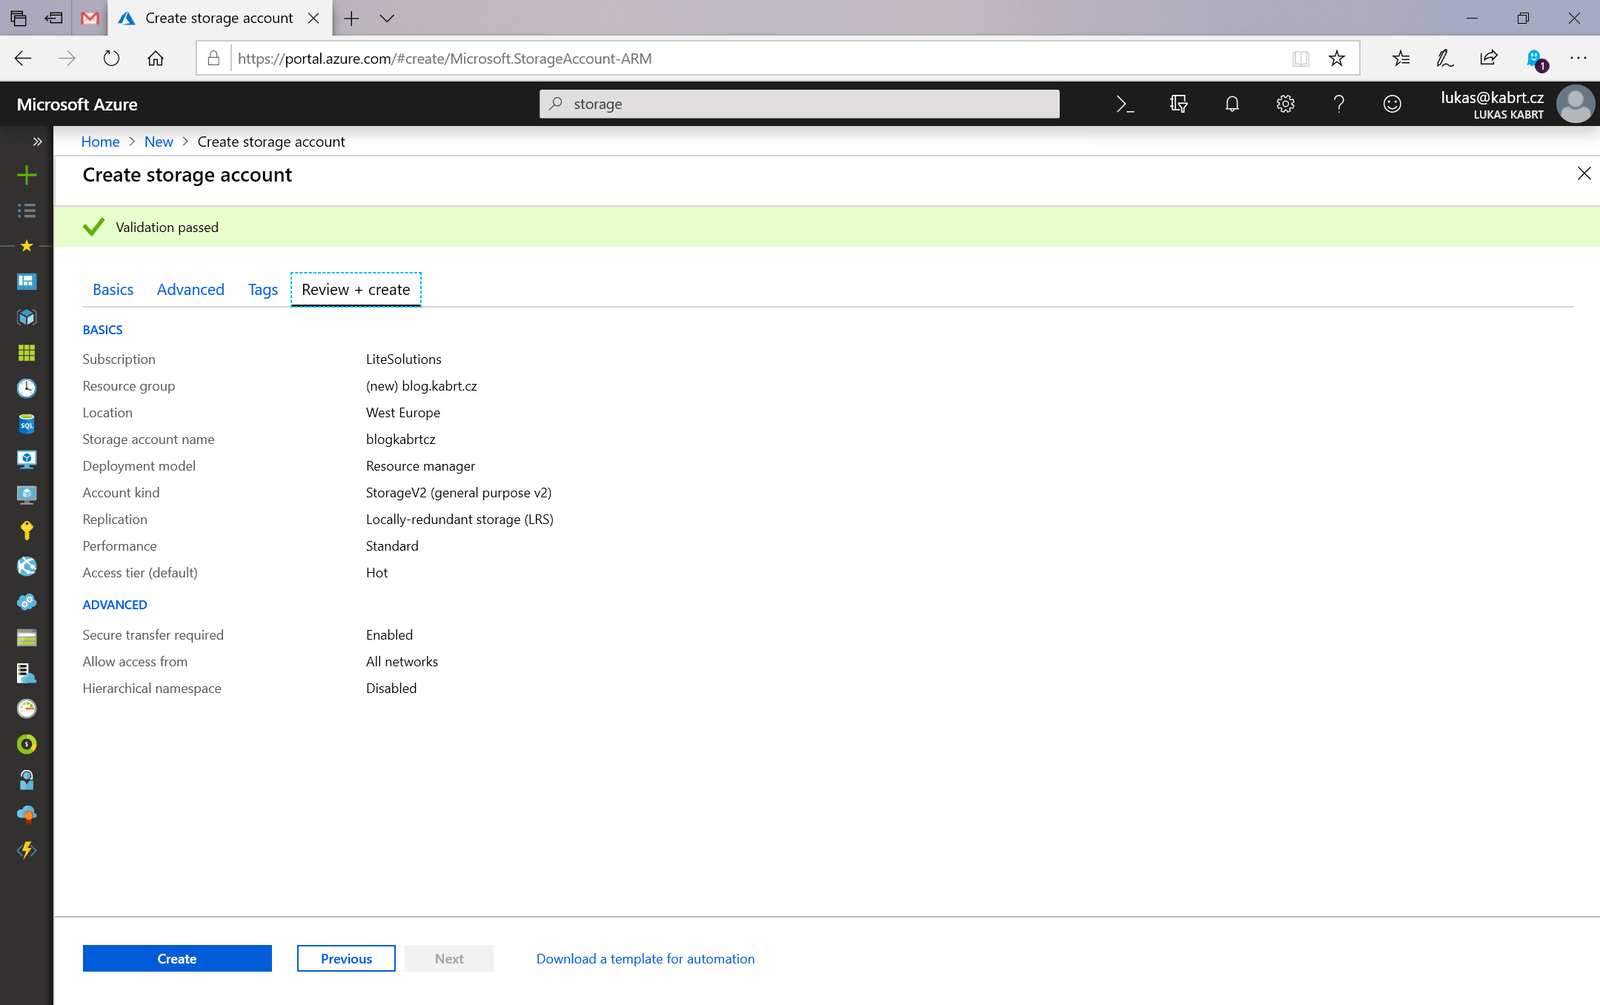 Create storage account
https://portal.azure.com/#create/Microsoft.StorageAccount-ARM
1
Microsoft Azure
storage
lukas@kabrt.cz
LUKAS KABRT
Home > New > Create storage account
Create storage account
Validation passed
Basics Advanced Tags Review + create
BASICS
Subscription LiteSolutions
Resource group (new) blog.kabrt.cz
Location West Europe
Storage account name blogkabrtcz
Deployment model Resource manager
Account kind StorageV2 (general purpose v2)
Replication Locally-redundant storage (LRS)
Performance Standard
Access tier (default) Hot
ADVANCED
Secure transfer required Enabled
Allow access from All networks
Hierarchical namespace Disabled
SQL
Create Previous Next Download a template for automation